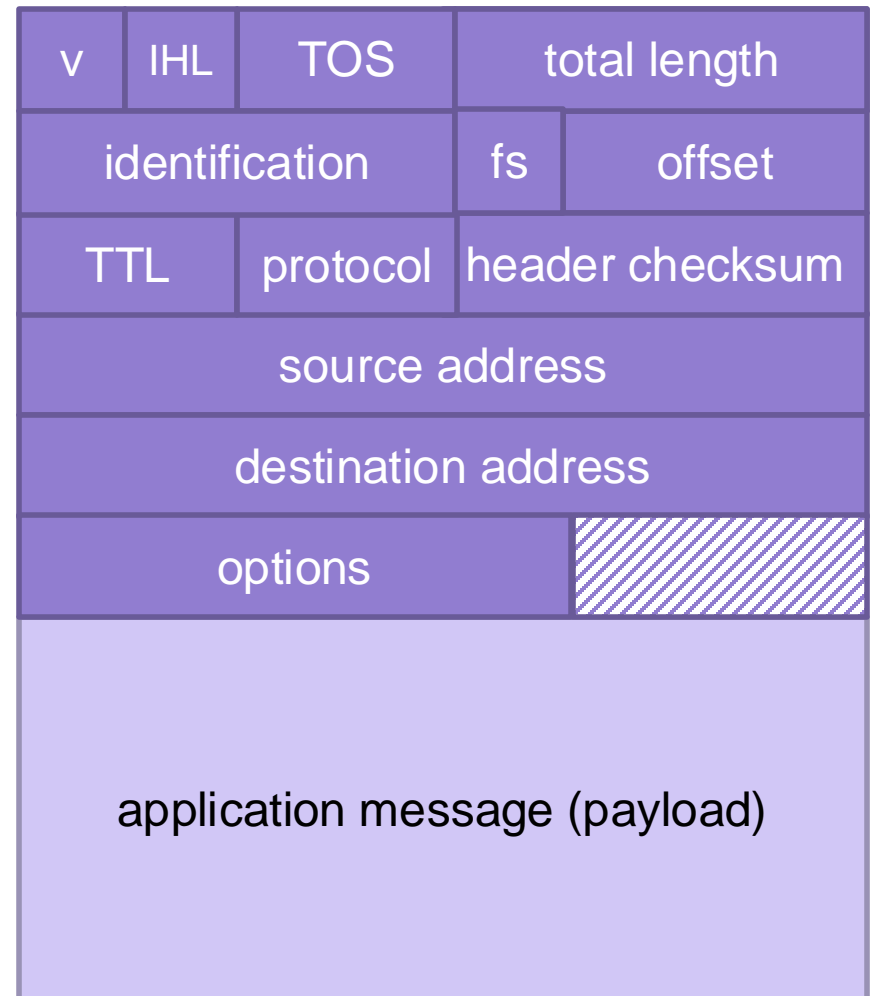 v IHL TOS total length
identification fs offset
TTL protocol header checksum
source address
destination address
options
application message (payload)